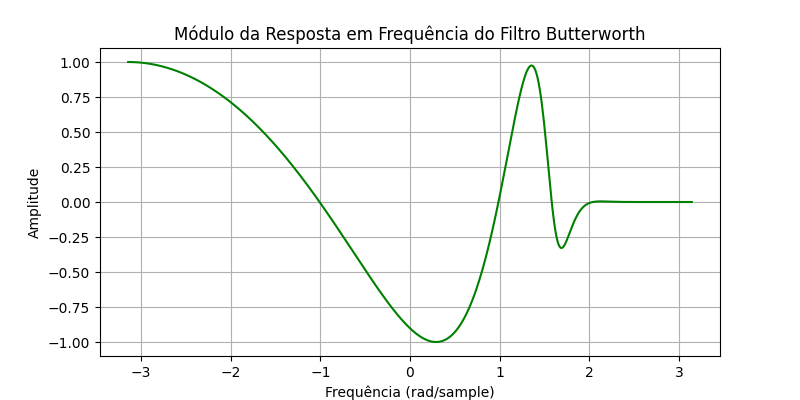 Módulo da Resposta em Frequência do Filtro Butterworth
1.00
0.75
0.50
0.25
0.00
−0.25
−0.50
−0.75
−1.00
Amplitude
−3 −2 −1 0 1 2 3
Frequência (rad/sample)